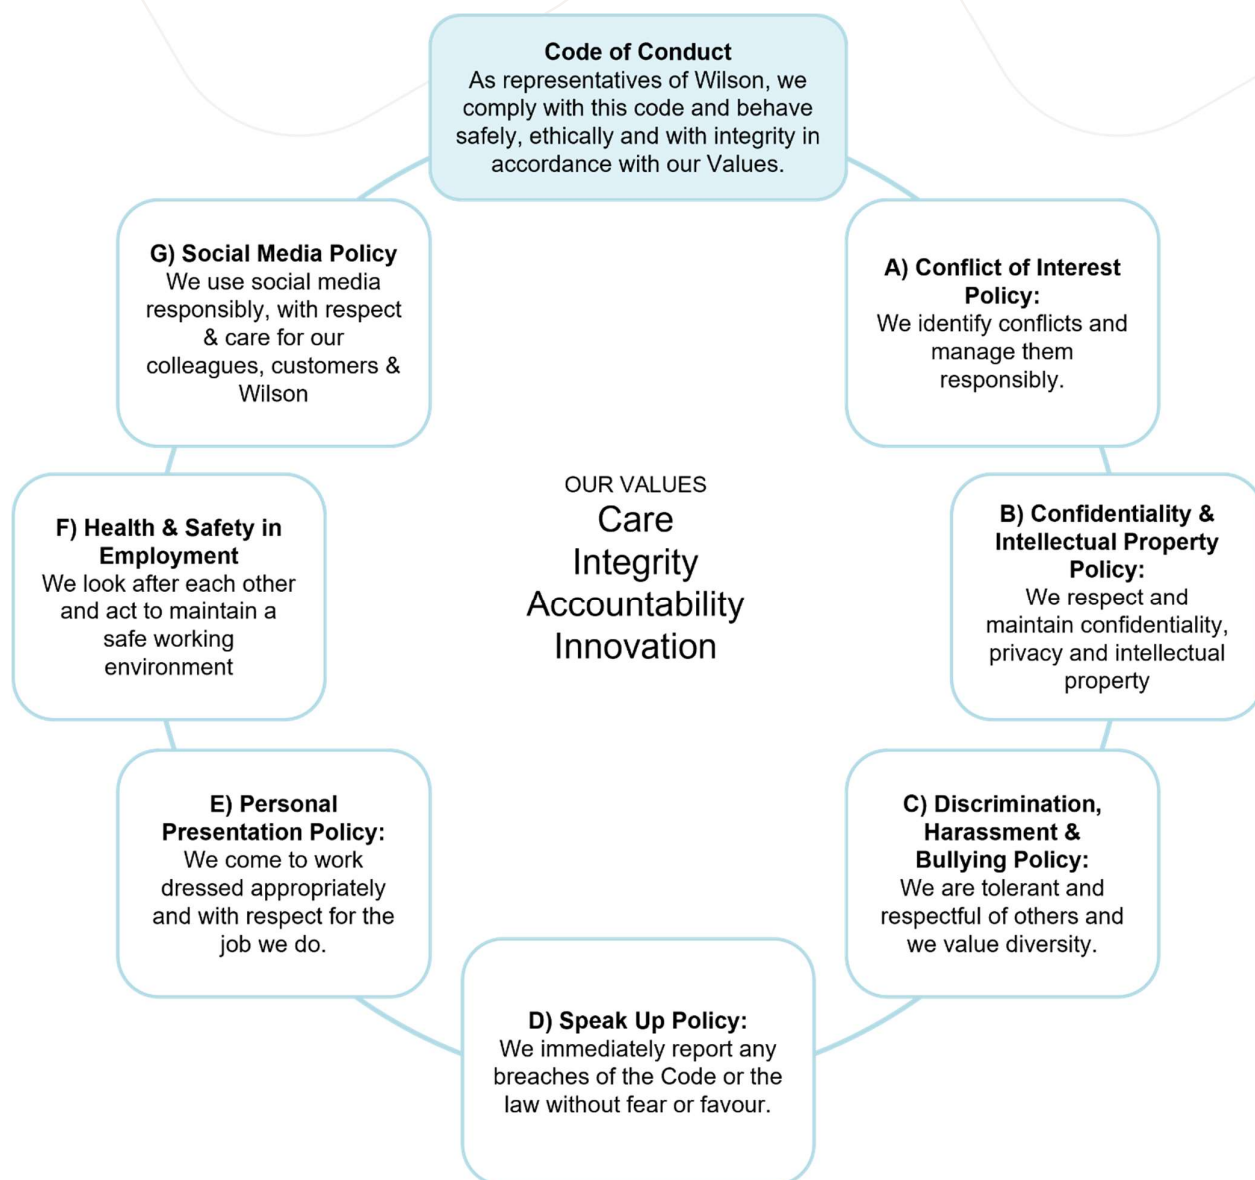 Code of Conduct
As representatives of Wilson, we
comply with this code and behave
safely, ethically and with integrity in
accordance with our Values.
A) Conflict of Interest
Policy:
We identify conflicts and
manage them
responsibly.
B) Confidentiality &
Intellectual Property
Policy:
We respect and
maintain confidentiality,
privacy and intellectual
property
C) Discrimination,
Harassment &
Bullying Policy:
We are tolerant and
respectful of others and
we value diversity.
D) Speak Up Policy:
We immediately report any
breaches of the Code or the
law without fear or favour.
E) Personal
Presentation Policy:
We come to work
dressed appropriately
and with respect for the
job we do.
F) Health & Safety in
Employment
We look after each other
and act to maintain a
safe working
environment
G) Social Media Policy
We use social media
responsibly, with respect
& care for our
colleagues, customers &
Wilson
OUR VALUES
Care
Integrity
Accountability
Innovation